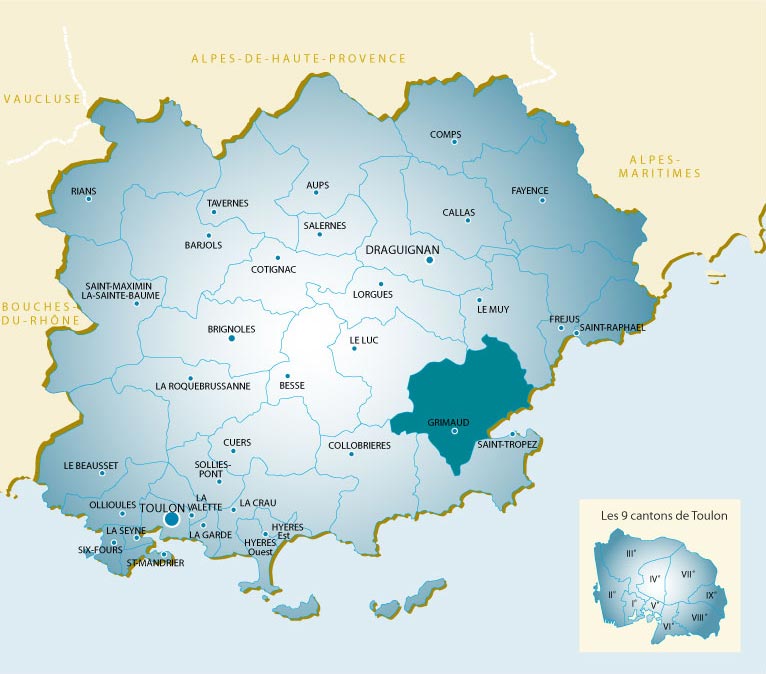 ALPES-DE-HAUTE-PROVENCE
VAUCLUSE
COMPS
ALPES-
MARITIMES
RIANS
AUPS
FAYENCE
TAVERNES
CALLAS
SALERNES
BARJOLS
DRAGUIGNAN
COTIGNAC
SAINT-MAXIMIN
LA-SAINTE-BAUME
LORGUES
BOUCHES-
DU-RHÔNE
LE MUY
FREJUS
SAINT-RAPHAEL
BRIGNOLES
LE LUC
LA ROQUEBRUSSANNE
BESSE
GRIMAUD
CUERS
COLLOBRIERES
SAINT-TROPEZ
LE BEAUSSET
SOLLIES-
PONT
OLLIOULES
TOULON
LA
VALETTE
LA CRAU
LA SEYNE
LA GARDE
HYERES
Est
HYERES
Ouest
SIX-FOURS
ST-MANDRIER
Les 9 cantons de Toulon
III°
IV°
VII°
II°
I°
V°
IX°
VI°
VIII°